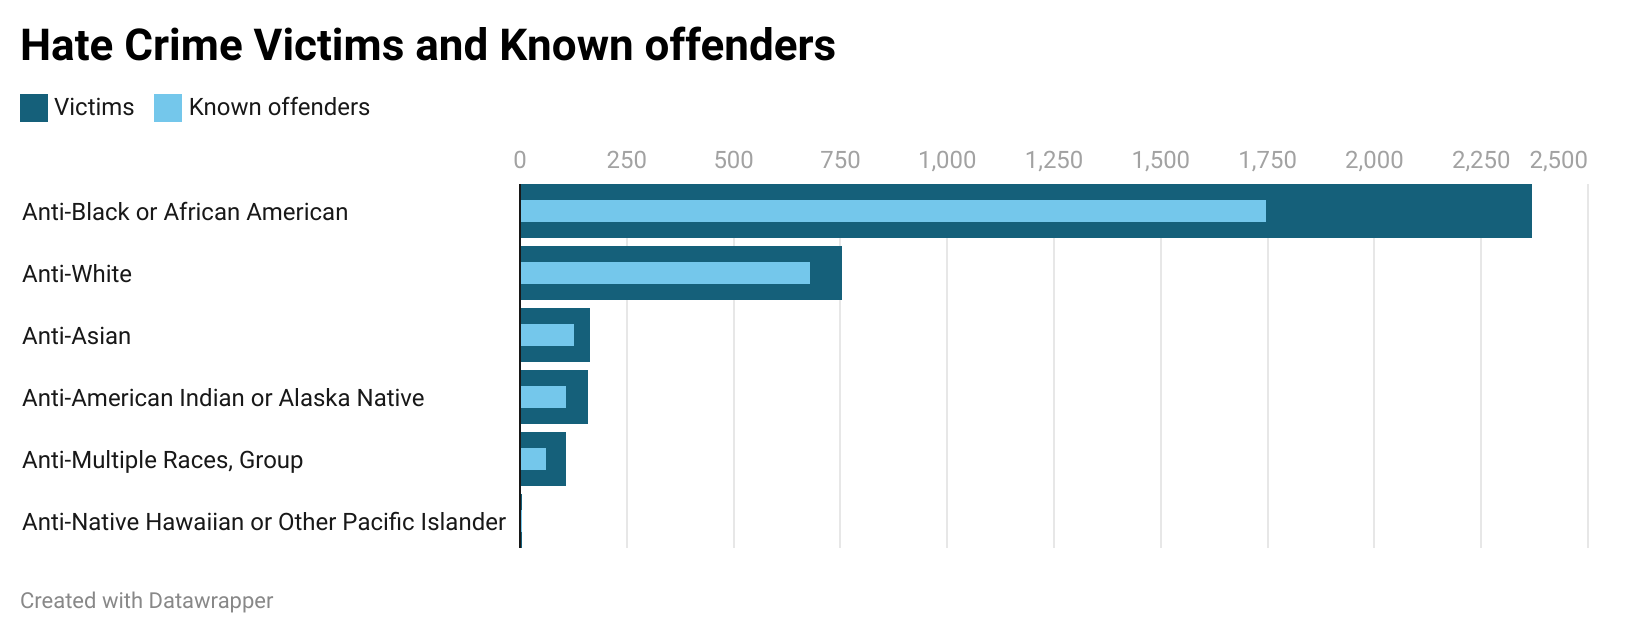 Hate Crime Victims and Known offenders
Victims Known offenders
0 250 500 750 1,000 1,250 1,500 1,750 2,000 2,250 2,500
Anti-Black or African American
Anti-White
Anti-Asian
Anti-American Indian or Alaska Native
Anti-Multiple Races, Group
Anti-Native Hawaiian or Other Pacific Islander
Created with Datawrapper